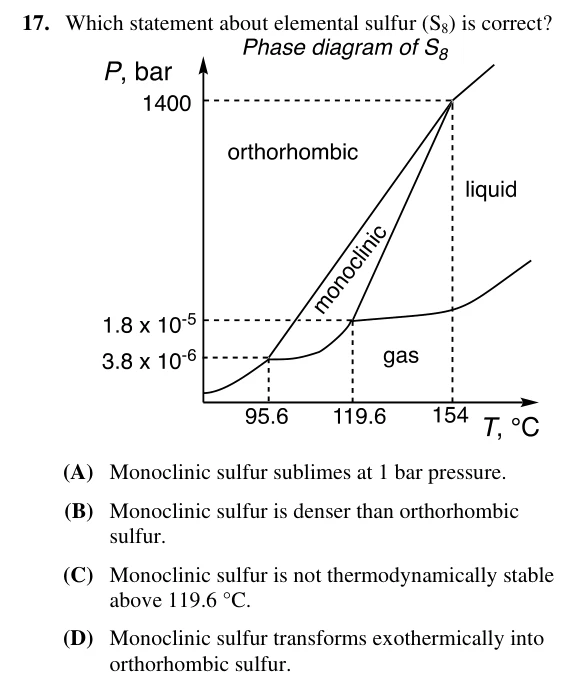 17. Which statement about elemental sulfur (S₈) is correct?
Phase diagram of S₈
P, bar
1400
orthorhombic
liquid
monoclinic
1.8 x 10⁻⁵
3.8 x 10⁻⁶
gas
95.6 119.6 154 T, °C
(A) Monoclinic sulfur sublimes at 1 bar pressure.
(B) Monoclinic sulfur is denser than orthorhombic
sulfur.
(C) Monoclinic sulfur is not thermodynamically stable
above 119.6 °C.
(D) Monoclinic sulfur transforms exothermically into
orthorhombic sulfur.